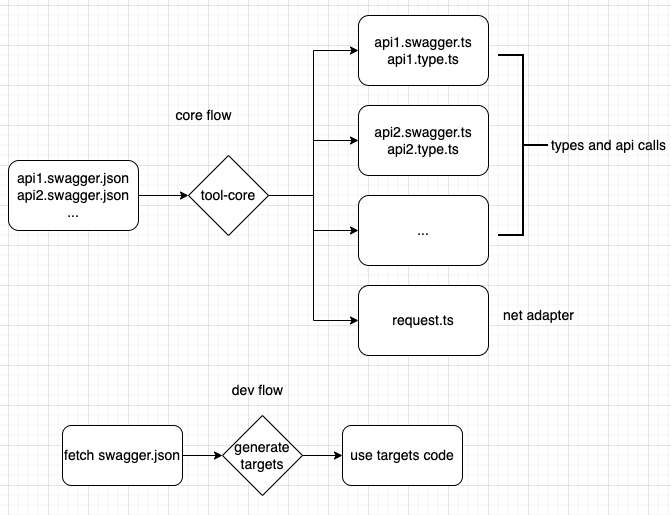 core flow
api1.swagger.json
api2.swagger.json
...
tool-core
api1.swagger.ts
api1.type.ts
api2.swagger.ts
api2.type.ts
...
types and api calls
request.ts
net adapter
dev flow
fetch swagger.json
generate
targets
use targets code